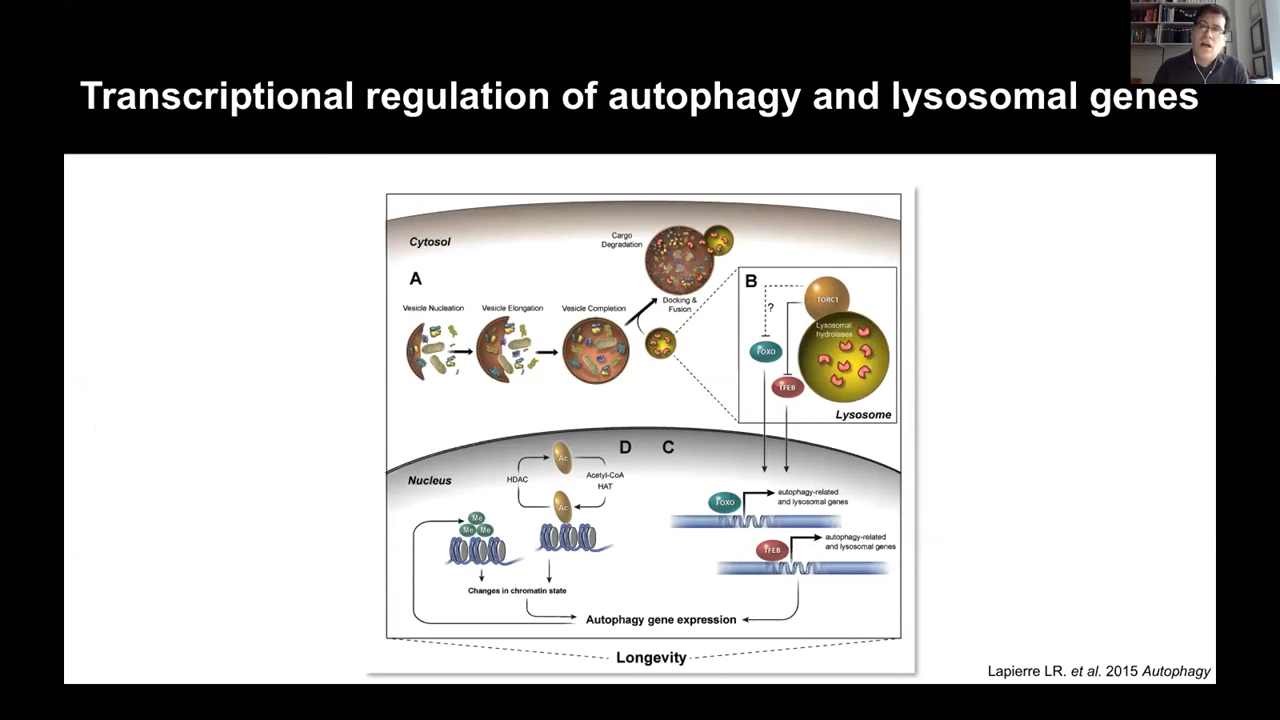 Transcriptional regulation of autophagy and lysosomal genes
Cytosol
A
Vesicle Nucleation
Vesicle Elongation
Vesicle Completion
Cargo
Degradation
Docking &
Fusion
B
TORC1
?
Lysosomal
hydrolases
FOXO
TFEB
Lysosome
Nucleus
D
C
Ac
HDAC
Acetyl-CoA
HAT
Ac
Me
Me
Me
Changes in chromatin state
FOXO
autophagy-related
and lysosomal genes
TFEB
autophagy-related
and lysosomal genes
Autophagy gene expression
Longevity
Lapierre LR. et al. 2015 Autophagy